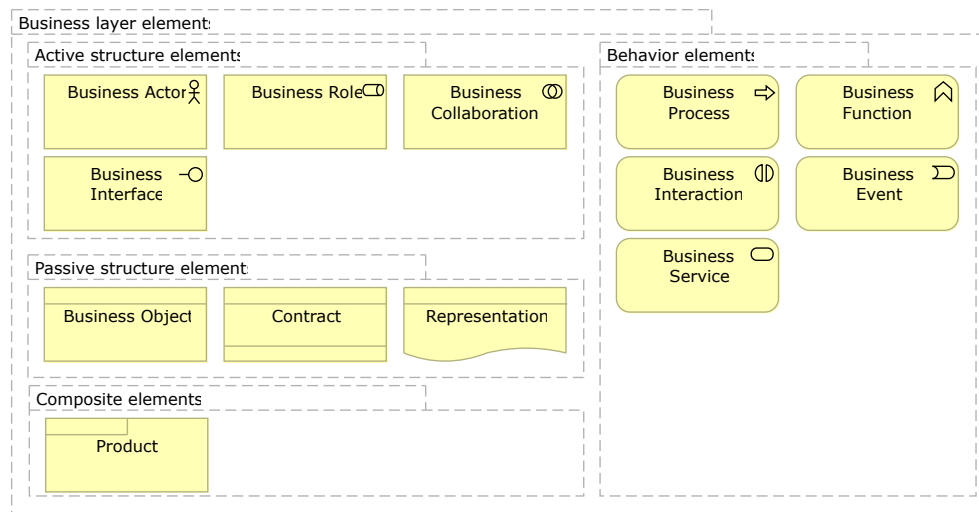 Business layer elements
Active structure elements
Business Actor
Business Role
Business
Collaboration
Business
Interface
Passive structure elements
Business Object
Contract
Representation
Composite elements
Product
Behavior elements
Business
Process
Business
Function
Business
Interaction
Business
Event
Business
Service